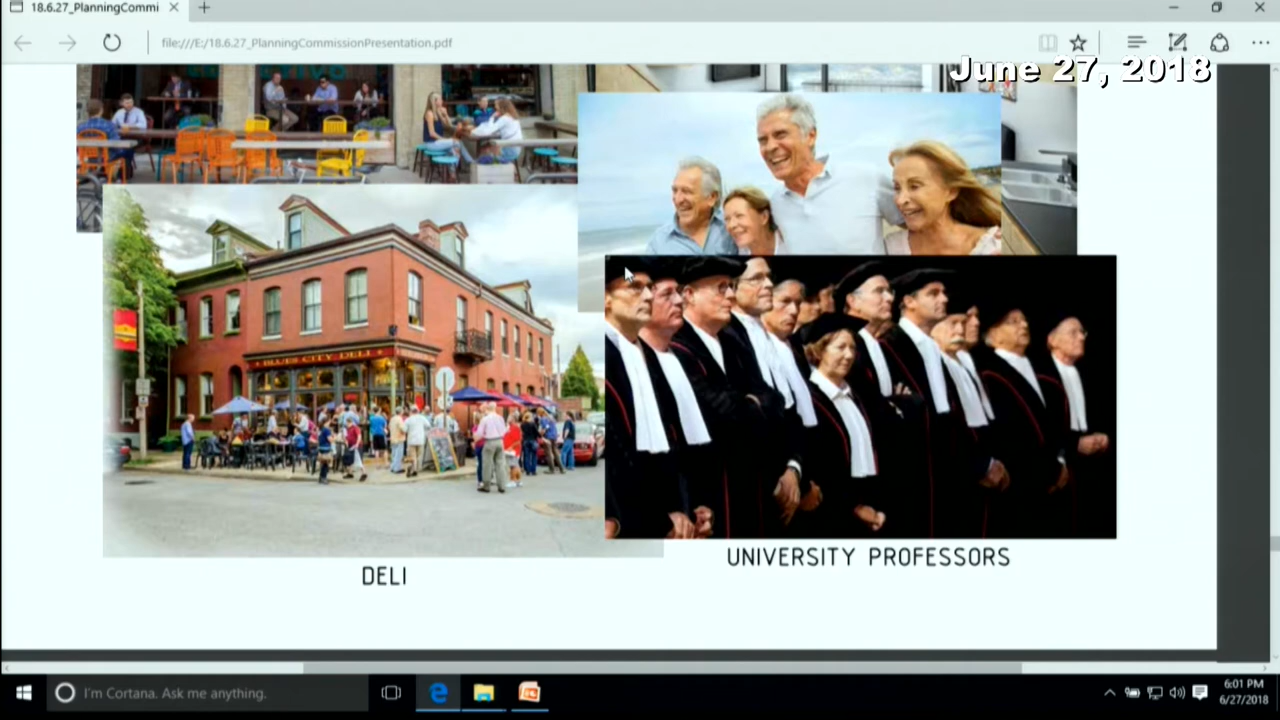 18.6.27_PlanningCommi
file:///E:/18.6.27_PlanningCommissionPresentation.pdf
June 27, 2018
BLUES CITY DELI
DELI
UNIVERSITY PROFESSORS
I'm Cortana. Ask me anything.
6:01 PM
6/27/2018